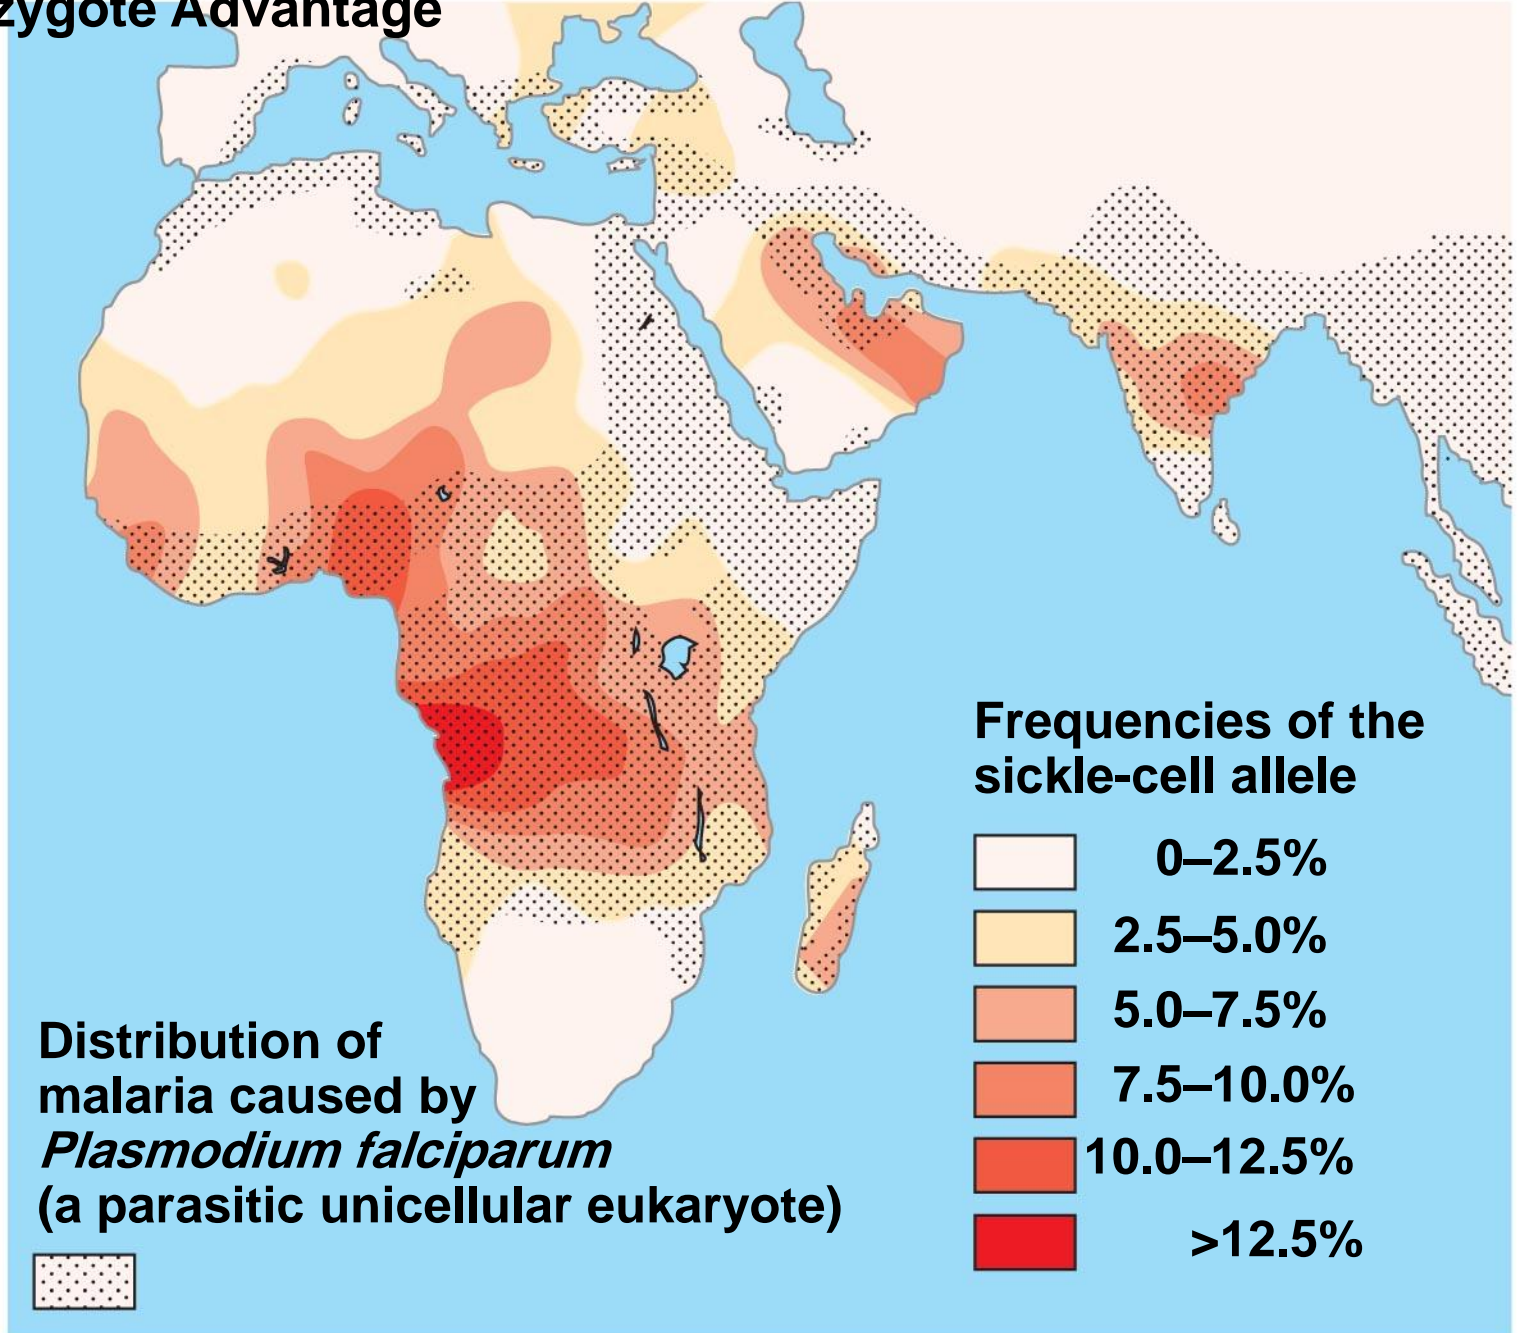 zygote Advantage
Frequencies of the
sickle-cell allele
0–2.5%
2.5–5.0%
5.0–7.5%
7.5–10.0%
10.0–12.5%
>12.5%
Distribution of
malaria caused by
Plasmodium falciparum
(a parasitic unicellular eukaryote)